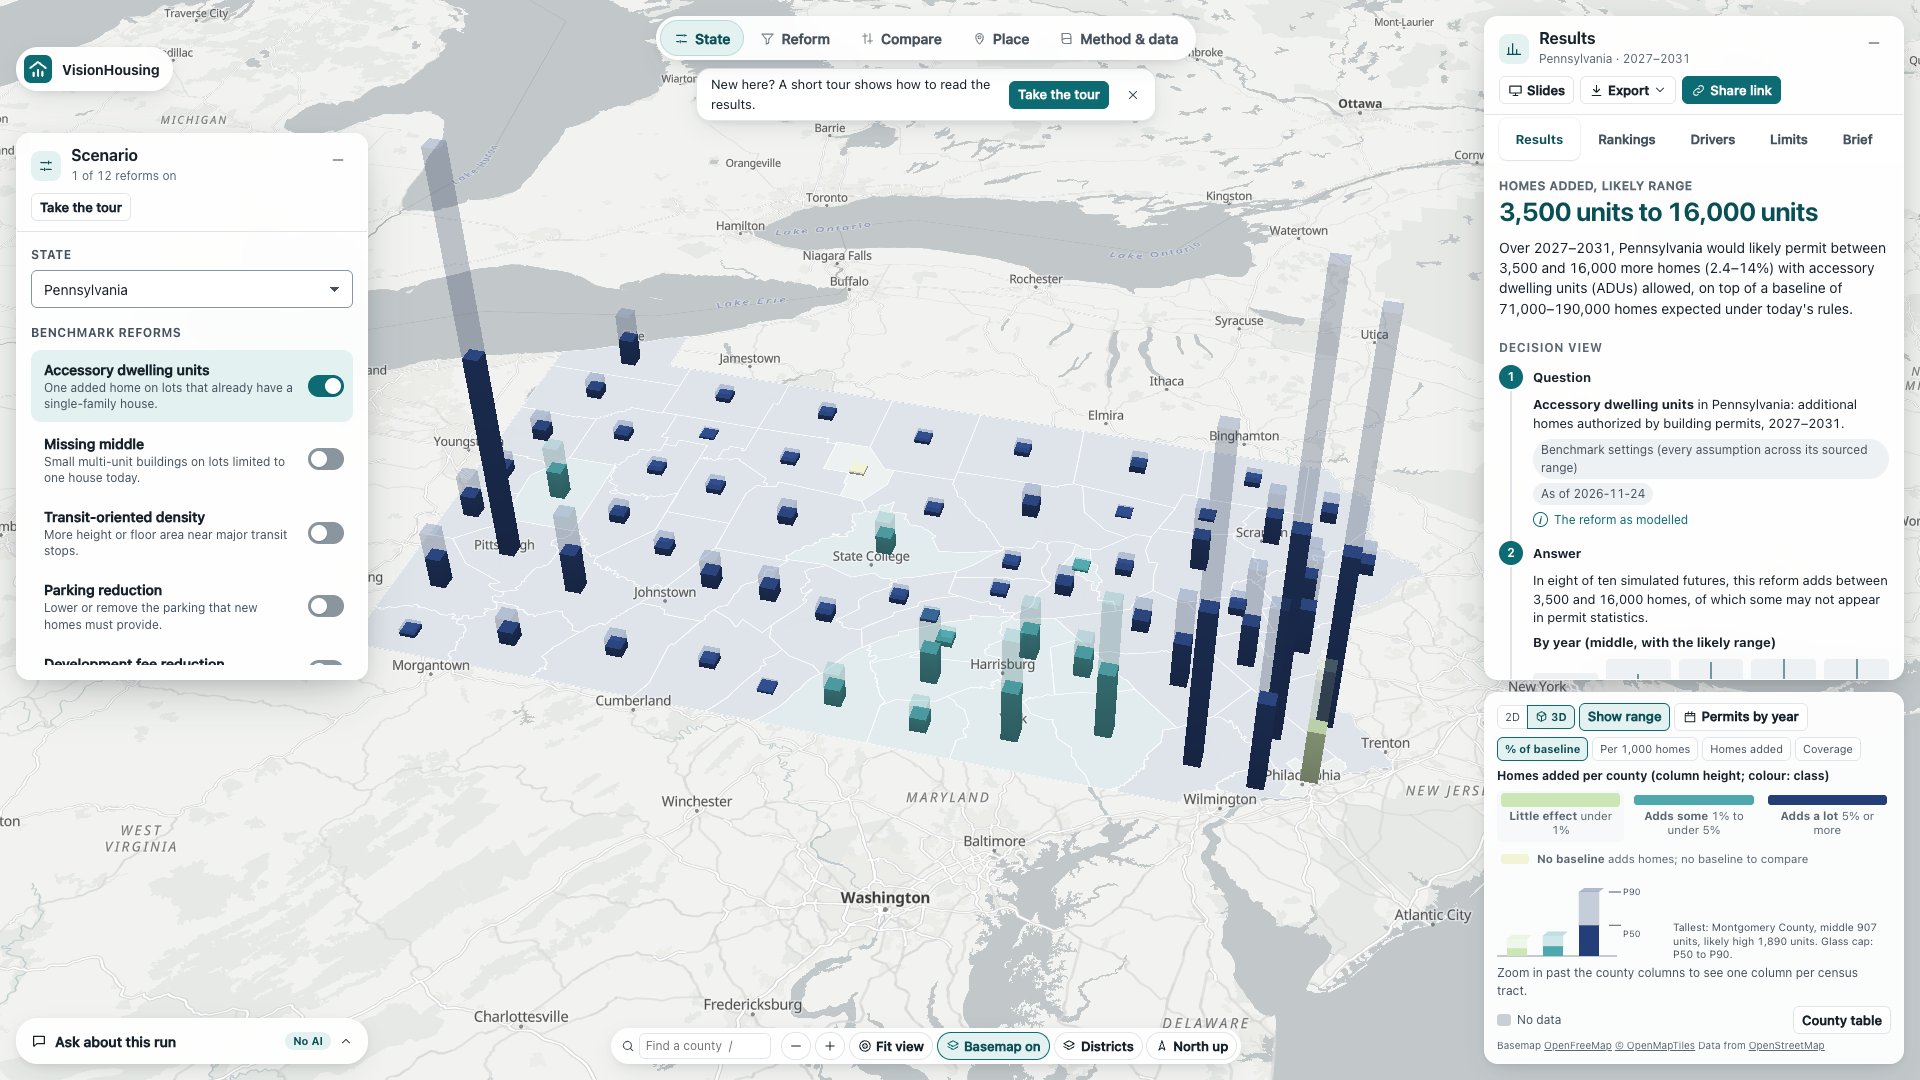 VisionHousing
State
Reform
Compare
Place
Method & data
New here? A short tour shows how to read the
results.
Take the tour
Scenario
1 of 12 reforms on
Take the tour
STATE
Pennsylvania
BENCHMARK REFORMS
Accessory dwelling units
One added home on lots that already have a
single-family house.
Missing middle
Small multi-unit buildings on lots limited to
one house today.
Transit-oriented density
More height or floor area near major transit
stops.
Parking reduction
Lower or remove the parking that new
homes must provide.
Development fee reduction
Ask about this run
No AI
Traverse City
MICHIGAN
Lake Huron
Barrie
Orangeville
Toronto
Hamilton
Lake Ontario
Lake Ontario
Niagara Falls
Buffalo
Rochester
Lake Erie
Kingston
Watertown
Ottawa
Mont-Laurier
Syracuse
Utica
Jamestown
Ithaca
Elmira
Binghamton
State College
Johnstown
Harrisburg
Morgantown
Cumberland
Winchester
MARYLAND
Baltimore
Washington
WEST
VIRGINIA
Wilmington
Philadelphia
Trenton
New York
NEW JERSEY
Atlantic City
Fredericksburg
Charlottesville
DELAWARE
Find a county /
Fit view
Basemap on
Districts
North up
Results
Pennsylvania · 2027–2031
Slides
Export
Share link
Results
Rankings
Drivers
Limits
Brief
HOMES ADDED, LIKELY RANGE
3,500 units to 16,000 units
Over 2027–2031, Pennsylvania would likely permit between
3,500 and 16,000 more homes (2.4–14%) with accessory
dwelling units (ADUs) allowed, on top of a baseline of
71,000–190,000 homes expected under today's rules.
DECISION VIEW
1
Question
Accessory dwelling units in Pennsylvania: additional
homes authorized by building permits, 2027–2031.
Benchmark settings (every assumption across its sourced
range)
As of 2026-11-24
The reform as modelled
2
Answer
In eight of ten simulated futures, this reform adds between
3,500 and 16,000 homes, of which some may not appear
in permit statistics.
By year (middle, with the likely range)
2D
3D
Show range
Permits by year
% of baseline
Per 1,000 homes
Homes added
Coverage
Homes added per county (column height; colour: class)
Little effect under
1%
Adds some 1% to
under 5%
Adds a lot 5% or
more
No baseline adds homes; no baseline to compare
P90
P50
Tallest: Montgomery County, middle 907
units, likely high 1,890 units. Glass cap:
P50 to P90.
Zoom in past the county columns to see one column per census
tract.
No data
County table
Basemap OpenFreeMap © OpenMapTiles Data from OpenStreetMap